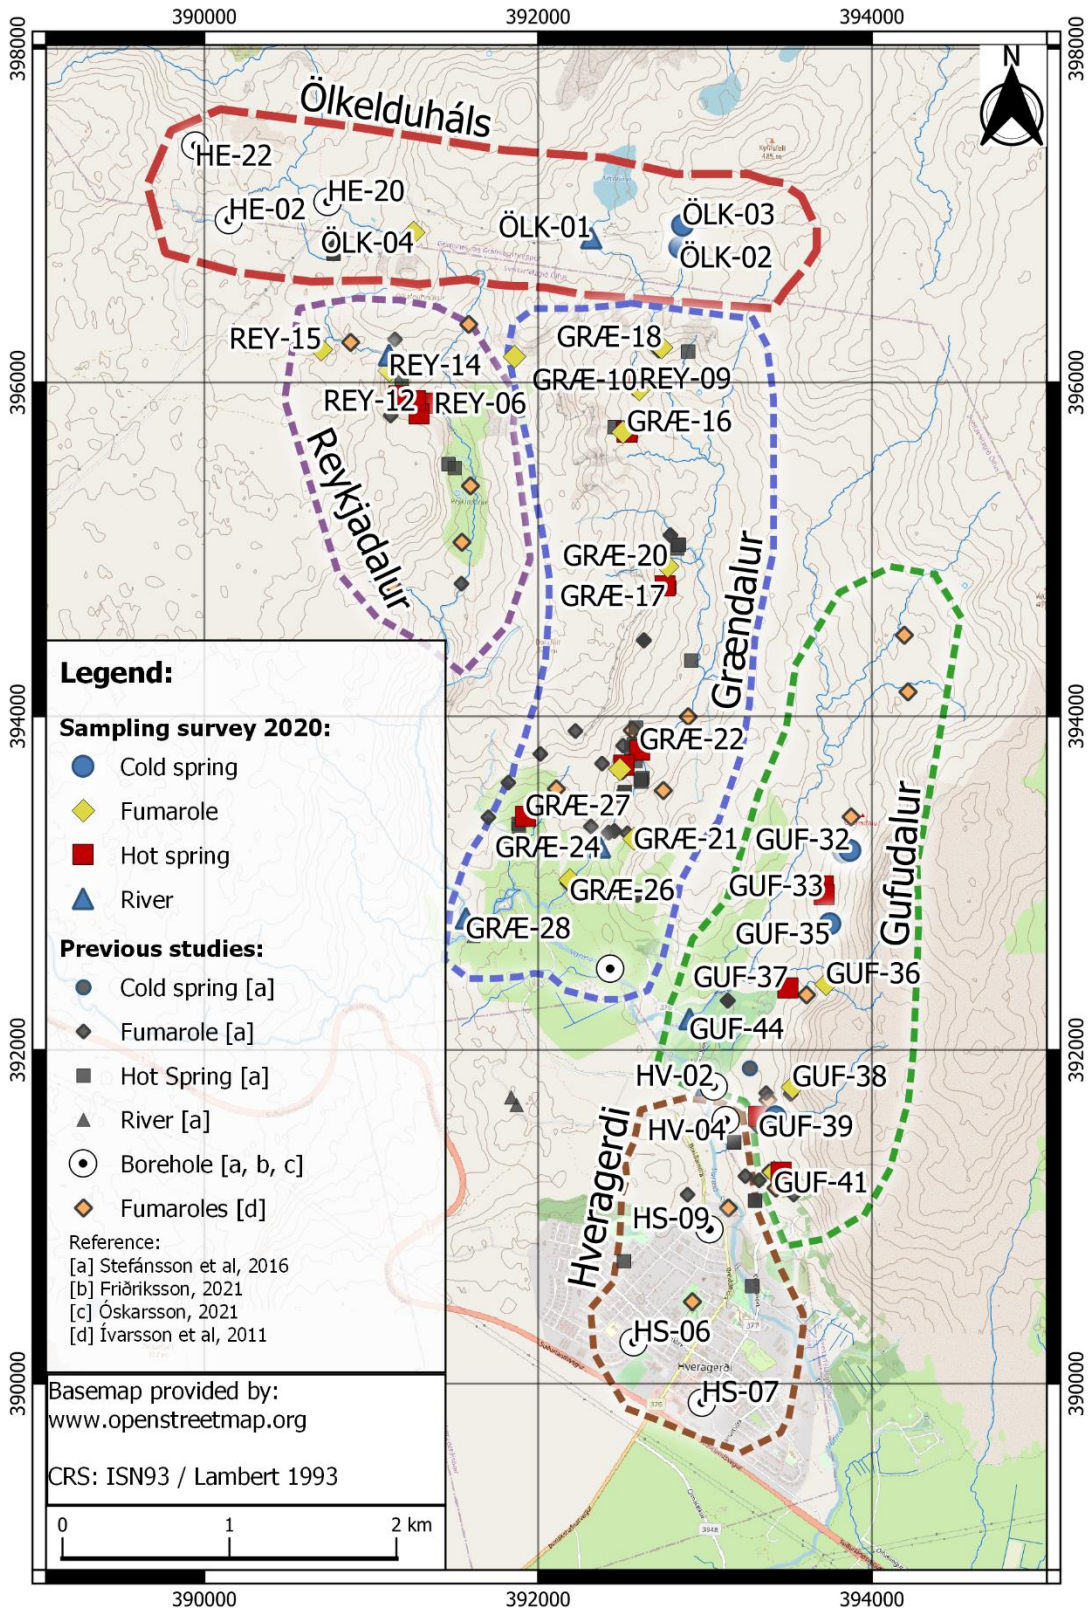 390000
392000
394000
398000
398000
N
Ölkelduháls
HE-22
HE-20
HE-02
ÖLK-04
ÖLK-01
ÖLK-03
ÖLK-02
REY-15
REY-14
REY-12
REY-06
GRÆ-18
GRÆ-10
REY-09
GRÆ-16
396000
396000
Reykjadalur
GRÆ-20
GRÆ-17
Grændalur
394000
394000
GRÆ-22
GRÆ-27
GRÆ-24
GRÆ-21
GRÆ-26
GRÆ-28
Gufudalur
GUF-32
GUF-33
GUF-35
GUF-37
GUF-36
GUF-44
392000
392000
HV-02
GUF-38
HV-04
GUF-39
GUF-41
Hveragerdi
HS-09
HS-06
Hveragerði
HS-07
376
377
376
3948
390000
390000
Legend:
Sampling survey 2020:
Cold spring
Fumarole
Hot spring
River
Previous studies:
Cold spring [a]
Fumarole [a]
Hot Spring [a]
River [a]
Borehole [a, b, c]
Fumaroles [d]
Reference:
[a] Stefánsson et al, 2016
[b] Friðriksson, 2021
[c] Óskarsson, 2021
[d] Ívarsson et al, 2011
Basemap provided by:
www.openstreetmap.org
CRS: ISN93 / Lambert 1993
0 1 2 km
390000
392000
394000